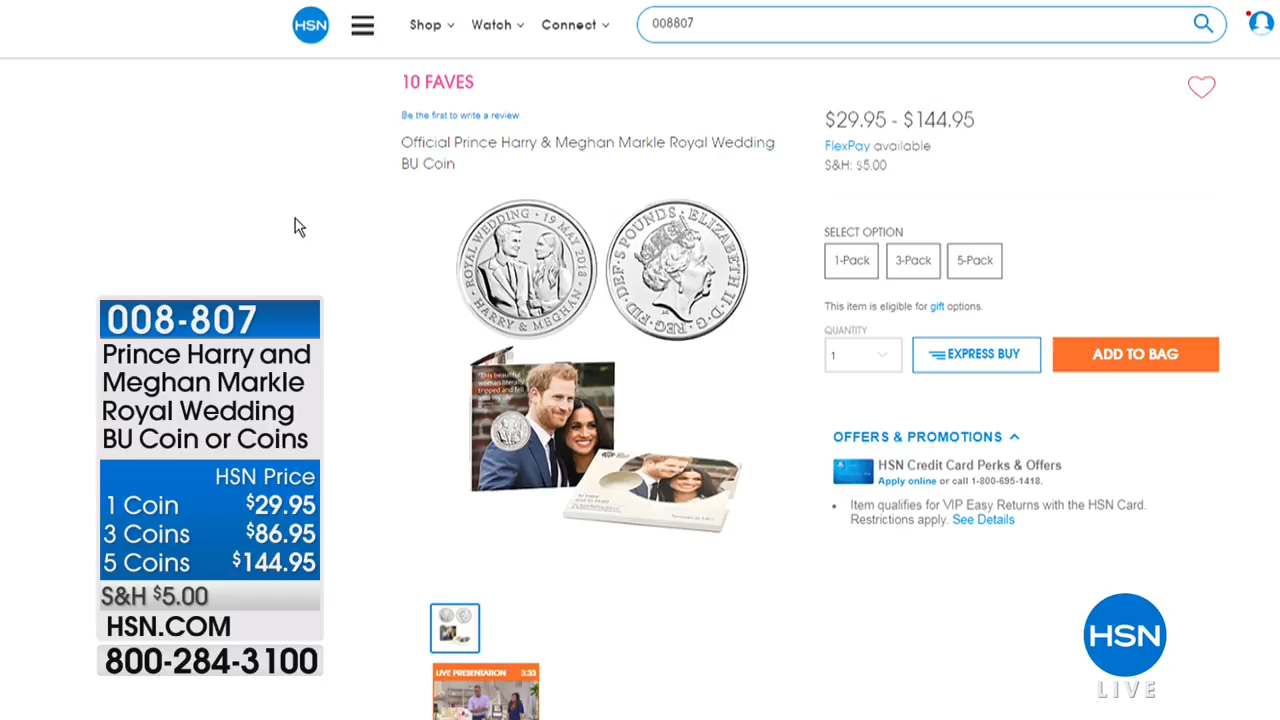 HSN
Shop
Watch
Connect
008807
10 FAVES
Be the first to write a review
Official Prince Harry & Meghan Markle Royal Wedding
BU Coin
$29.95 - $144.95
FlexPay available
S&H: $5.00
SELECT OPTION
1-Pack 3-Pack 5-Pack
This item is eligible for gift options.
QUANTITY
1
EXPRESS BUY
ADD TO BAG
ROYAL WEDDING · 19 MAY 2018 ·
HARRY & MEGHAN
ELIZABETH II · D · G · REG · FID · DEF · 5 POUNDS ·
"This beautiful
woman literally
tripped and fell
OFFERS & PROMOTIONS
HSN Credit Card Perks & Offers
Apply online or call 1-800-695-1418.
Item qualifies for VIP Easy Returns with the HSN Card.
Restrictions apply. See Details
008-807
Prince Harry and
Meghan Markle
Royal Wedding
BU Coin or Coins
HSN Price
1 Coin $29.95
3 Coins $86.95
5 Coins $144.95
S&H $5.00
HSN.COM
800-284-3100
LIVE PRESENTATION 3:33
HSN
LIVE